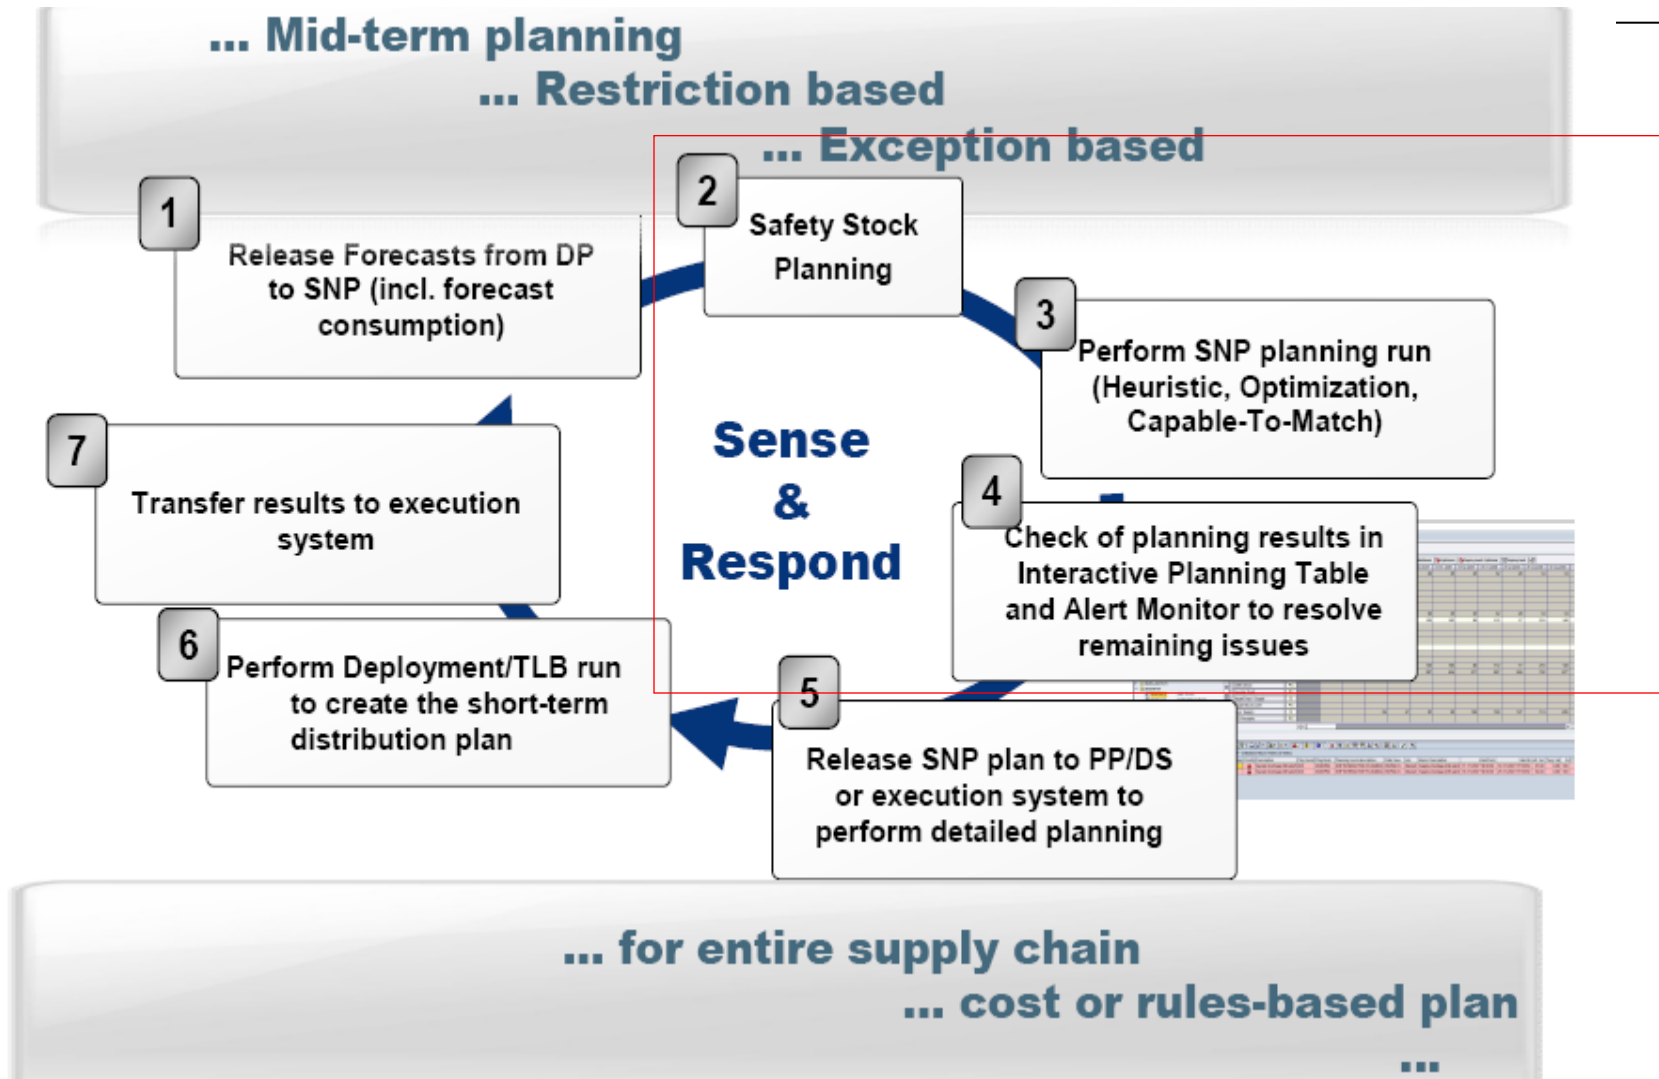 ... Mid-term planning
... Restriction based
... Exception based
1
Release Forecasts from DP
to SNP (incl. forecast
consumption)
2
Safety Stock
Planning
3
Perform SNP planning run
(Heuristic, Optimization,
Capable-To-Match)
4
Check of planning results in
Interactive Planning Table
and Alert Monitor to resolve
remaining issues
5
Release SNP plan to PP/DS
or execution system to
perform detailed planning
6
Perform Deployment/TLB run
to create the short-term
distribution plan
7
Transfer results to execution
system
Sense
&
Respond
... for entire supply chain
... cost or rules-based plan
...